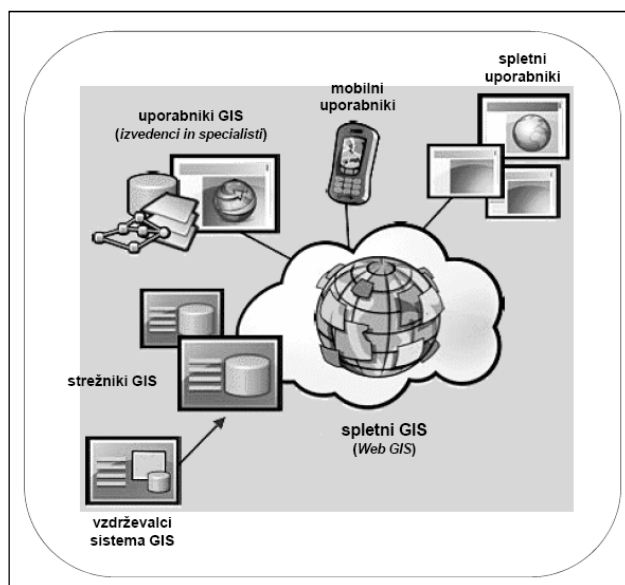 spletni
uporabniki
mobilni
uporabniki
uporabniki GIS
(izvedenci in specialisti)
strežniki GIS
spletni GIS
(Web GIS)
vzdrževalci
sistema GIS